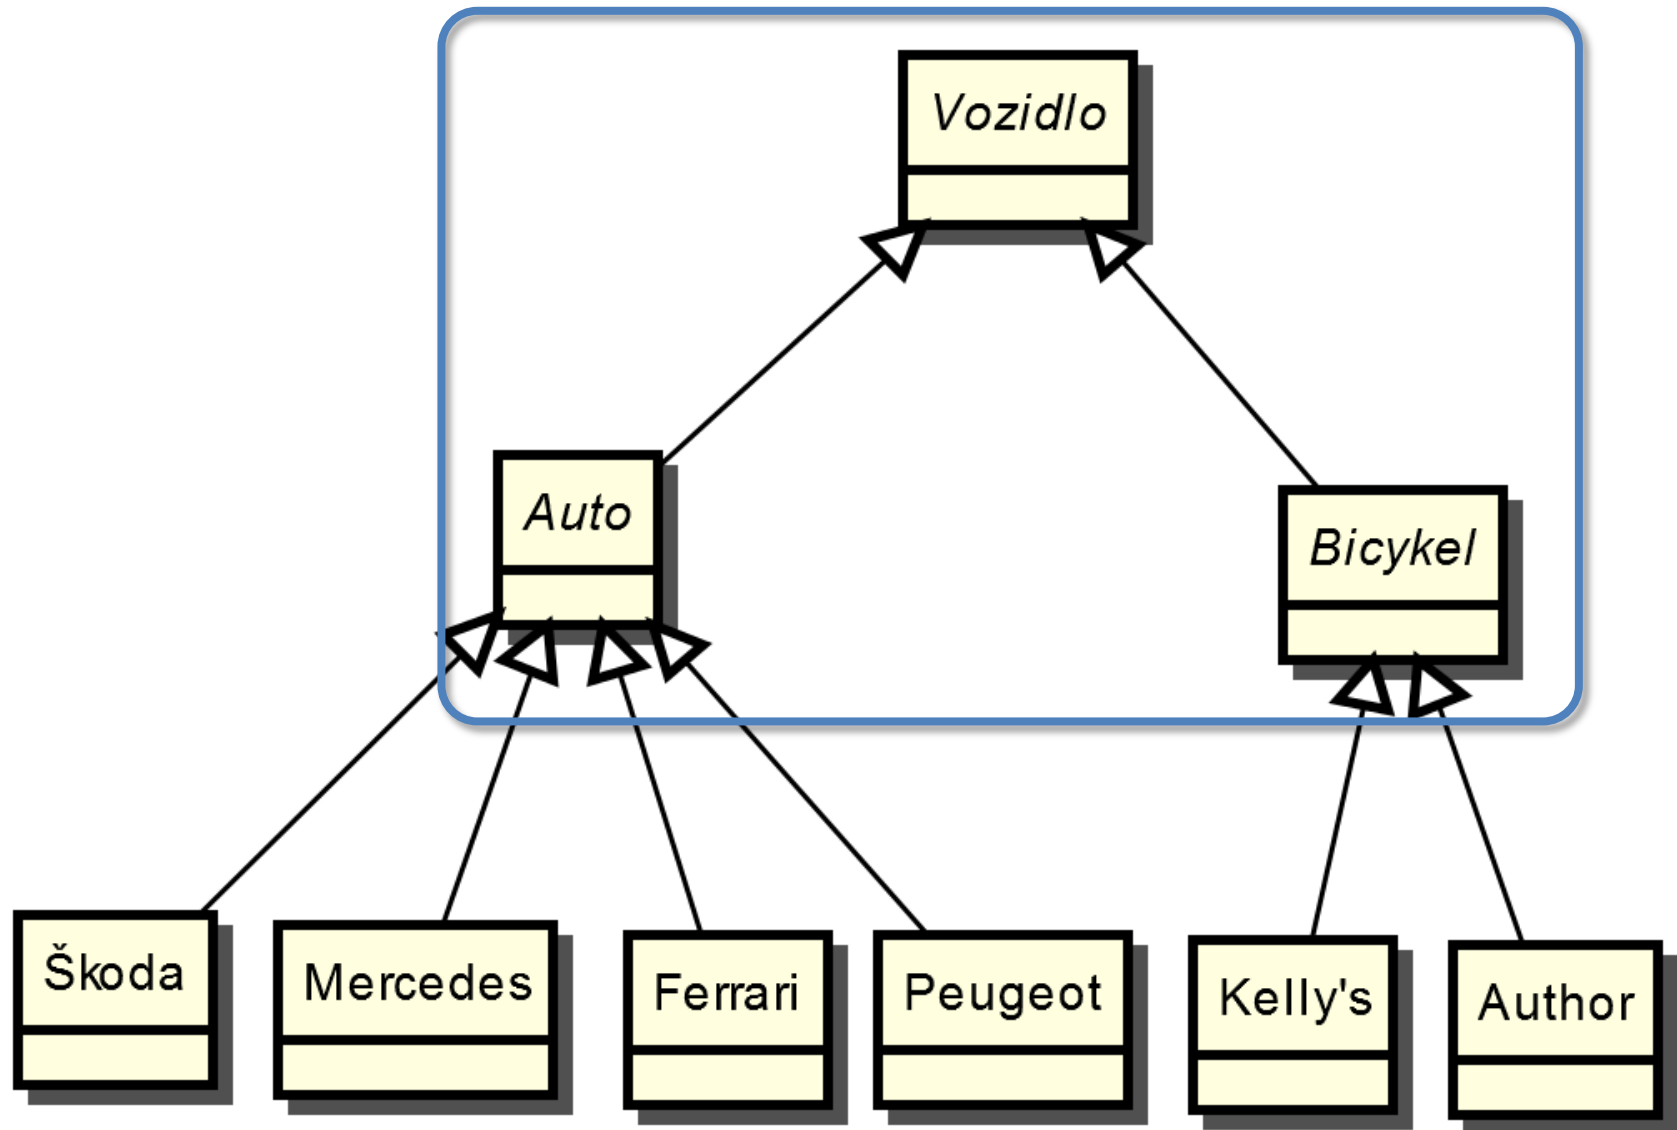 Vozidlo
Auto
Bicykel
Škoda
Mercedes
Ferrari
Peugeot
Kelly's
Author